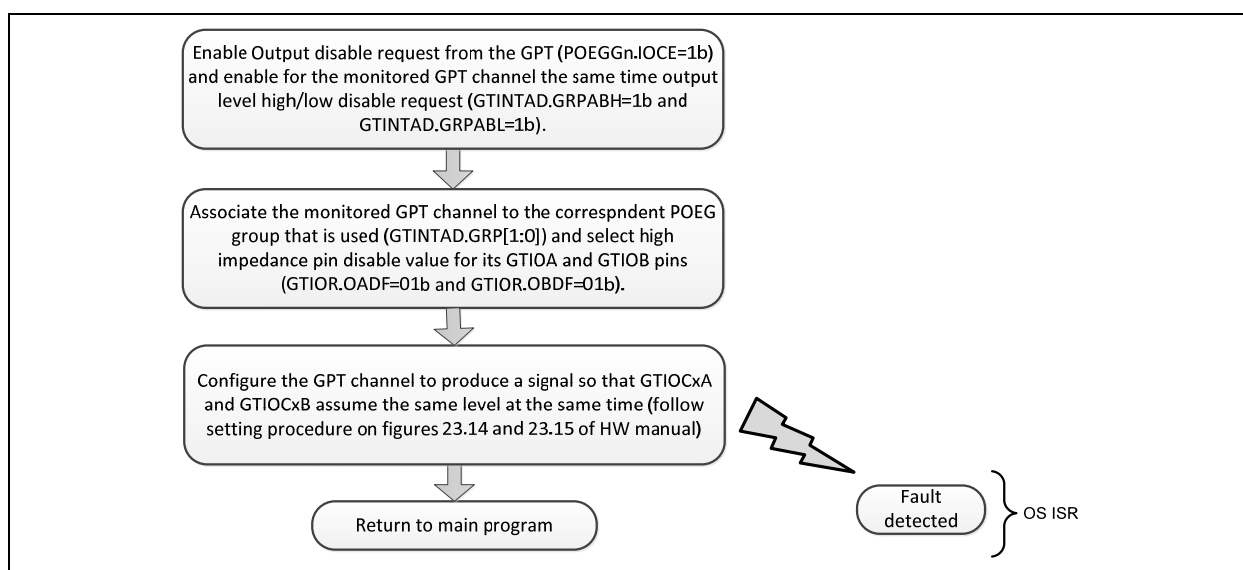 Enable Output disable request from the GPT (POEGGn.IOCE=1b)
and enable for the monitored GPT channel the same time output
level high/low disable request (GTINTAD.GRPABH=1b and
GTINTAD.GRPABL=1b).
Associate the monitored GPT channel to the correspndent POEG
group that is used (GTINTAD.GRP[1:0]) and select high
impedance pin disable value for its GTIOA and GTIOB pins
(GTIOR.OADF=01b and GTIOR.OBDF=01b).
Configure the GPT channel to produce a signal so that GTIOCxA
and GTIOCxB assume the same level at the same time (follow
setting procedure on figures 23.14 and 23.15 of HW manual)
Return to main program
Fault
detected
OS ISR